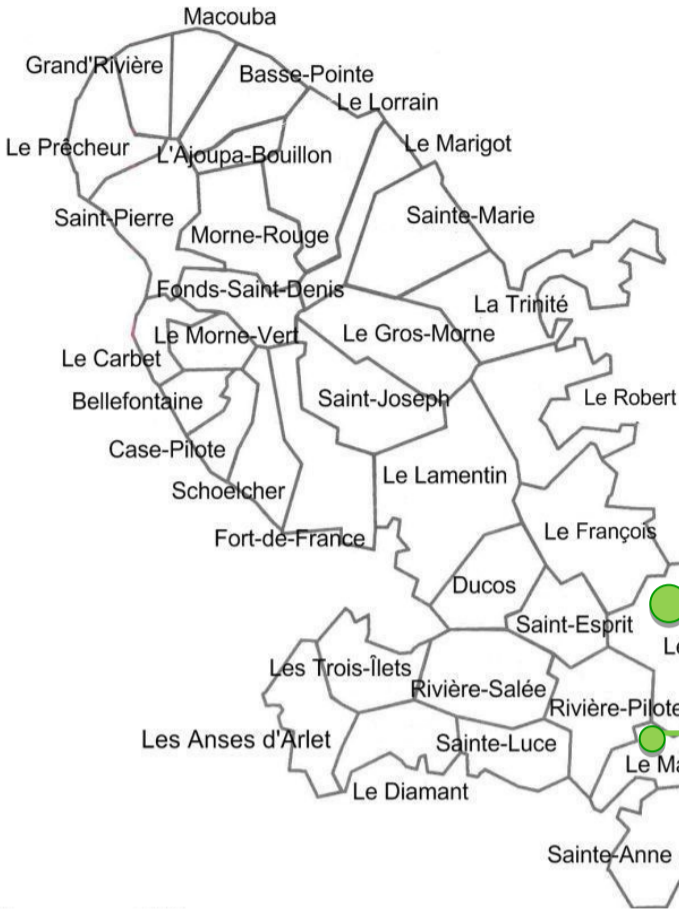 Macouba
Grand'Rivière
Basse-Pointe
Le Lorrain
Le Prêcheur
L'Ajoupa-Bouillon
Le Marigot
Saint-Pierre
Morne-Rouge
Sainte-Marie
Fonds-Saint-Denis
La Trinité
Le Morne-Vert
Le Gros-Morne
Le Carbet
Bellefontaine
Saint-Joseph
Le Robert
Case-Pilote
Le Lamentin
Schoelcher
Fort-de-France
Le François
Ducos
Saint-Esprit
Le
Les Trois-Îlets
Rivière-Salée
Rivière-Pilote
Les Anses d'Arlet
Sainte-Luce
Le Ma
Le Diamant
Sainte-Anne